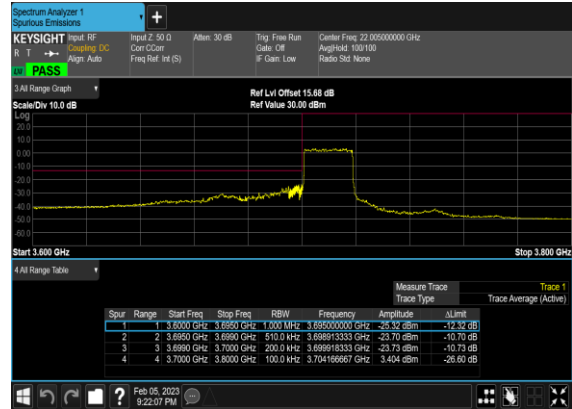 Spectrum Analyzer 1
Spurious Emissions
KEYSIGHT Input: RF Input Z: 50 Ω Atten: 30 dB Trig: Free Run Center Freq: 22.005000000 GHz
R T Coupling: DC Corr CCorr Gate: Off Avg|Hold: 100/100
Align: Auto Freq Ref: Int (S) IF Gain: Low Radio Std: None
PASS
3 All Range Graph
Ref Lvl Offset 15.68 dB
Scale/Div 10.0 dB Ref Value 30.00 dBm
Log
20.0
10.0
0.00
-10.0
-20.0
-30.0
-40.0
-50.0
-60.0
Start 3.600 GHz Stop 3.800 GHz
4 All Range Table
Measure Trace Trace 1
Trace Type Trace Average (Active)
Spur Range Start Freq Stop Freq RBW Frequency Amplitude ΔLimit
1 1 3.6000 GHz 3.6950 GHz 1.000 MHz 3.695000000 GHz -25.32 dBm -12.32 dB
2 2 3.6950 GHz 3.6990 GHz 510.0 kHz 3.698913333 GHz -23.70 dBm -10.70 dB
3 3 3.6990 GHz 3.7000 GHz 200.0 kHz 3.699918333 GHz -23.73 dBm -10.73 dB
4 4 3.7000 GHz 3.8000 GHz 100.0 kHz 3.704166667 GHz 3.404 dBm -26.60 dB
Feb 05, 2023
9:22:07 PM